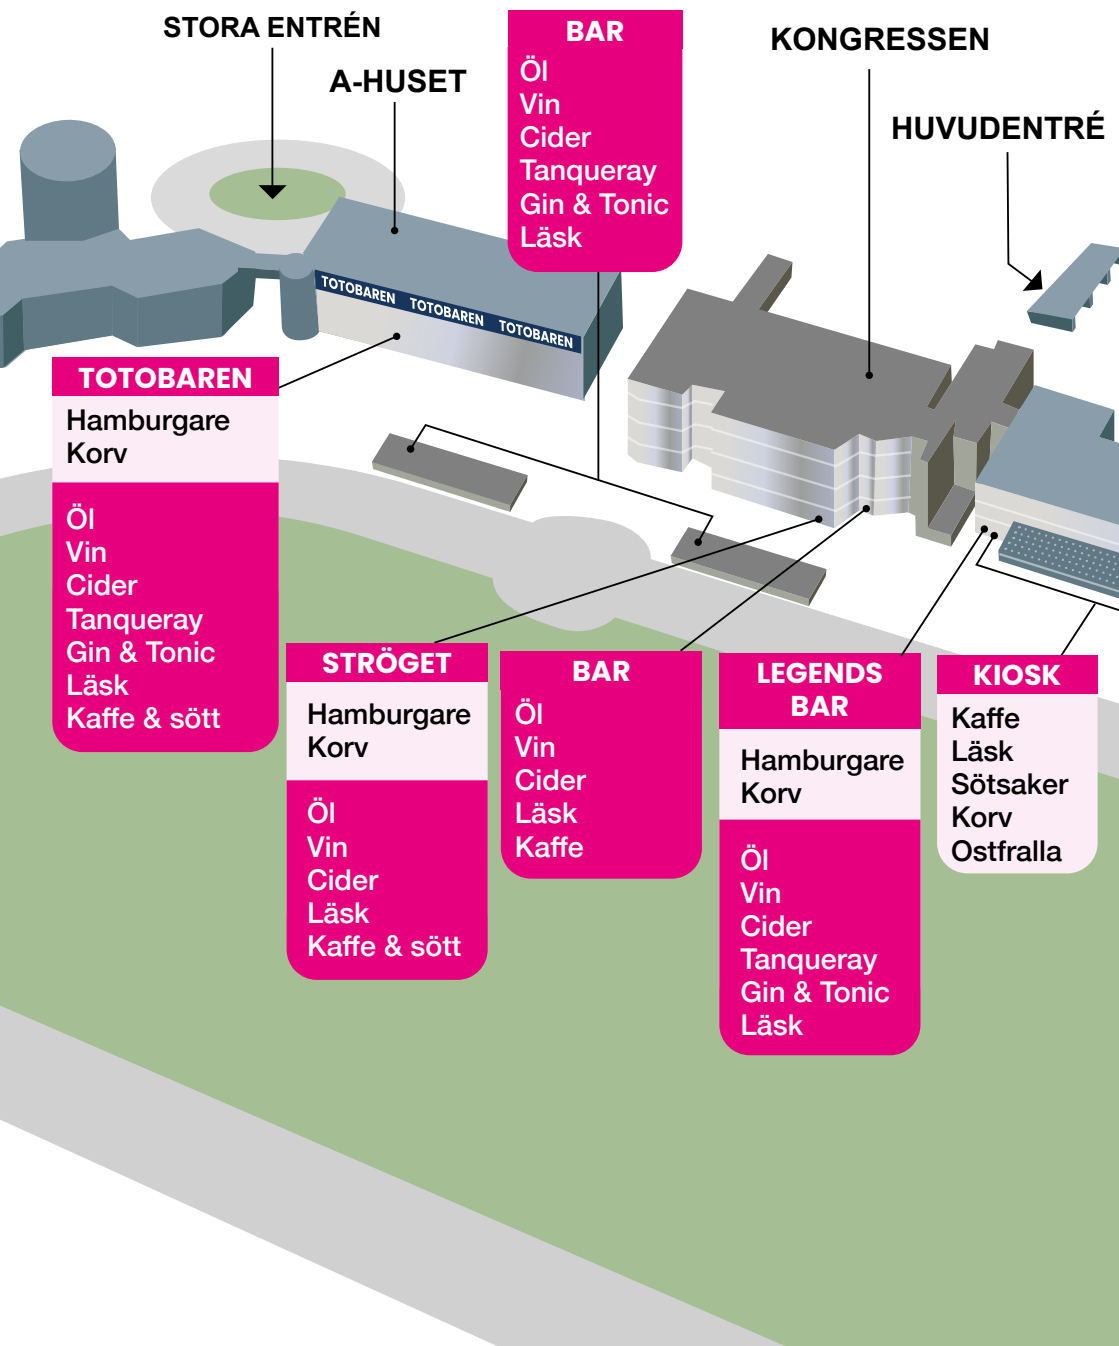 STORA ENTRÉN
A-HUSET
BAR
Öl
Vin
Cider
Tanqueray
Gin & Tonic
Läsk
KONGRESSEN
HUVUDENTRÉ
TOTOBAREN TOTOBAREN TOTOBAREN
TOTOBAREN
Hamburgare
Korv
Öl
Vin
Cider
Tanqueray
Gin & Tonic
Läsk
Kaffe & sött
STRÖGET
Hamburgare
Korv
Öl
Vin
Cider
Läsk
Kaffe & sött
BAR
Öl
Vin
Cider
Läsk
Kaffe
LEGENDS
BAR
Hamburgare
Korv
Öl
Vin
Cider
Tanqueray
Gin & Tonic
Läsk
KIOSK
Kaffe
Läsk
Sötsaker
Korv
Ostfralla